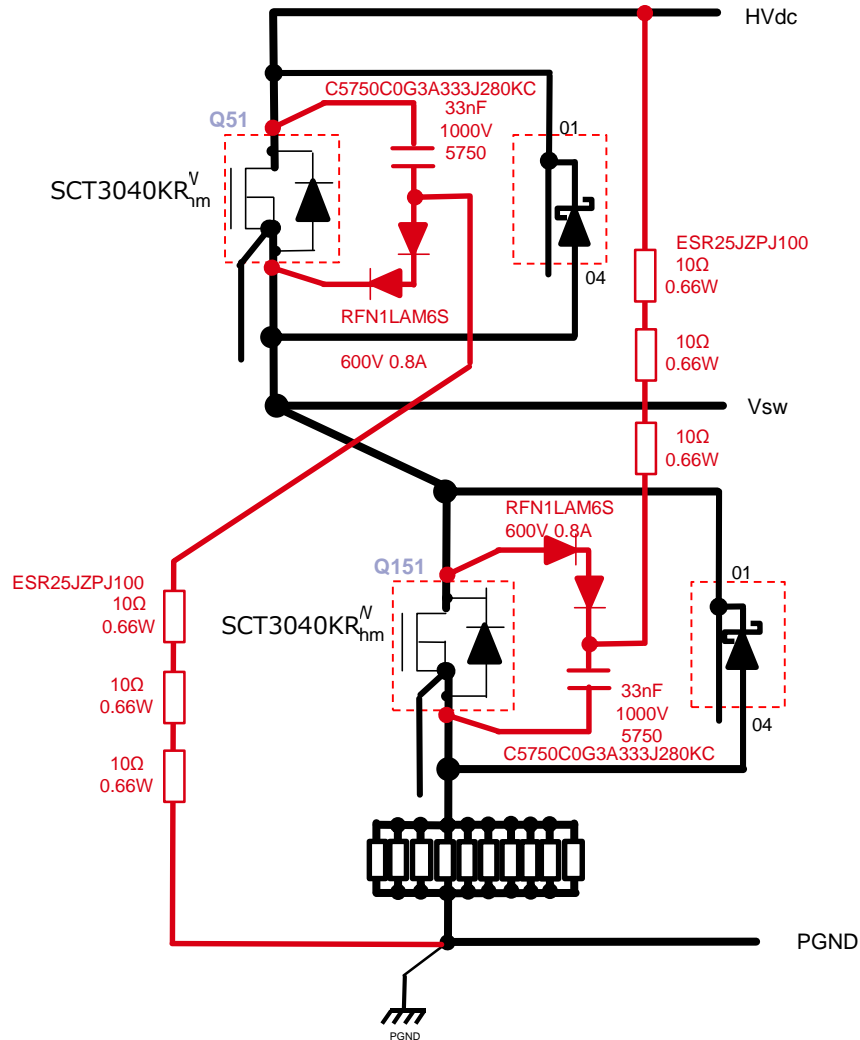 HVdc
C5750C0G3A333J280KC
33nF
1000V
5750
Q51
01
SCT3040KR
04
ESR25JZPJ100
10Ω
0.66W
RFN1LAM6S
600V 0.8A
10Ω
0.66W
Vsw
10Ω
0.66W
RFN1LAM6S
600V 0.8A
Q151
01
ESR25JZPJ100
10Ω
0.66W
SCT3040KR
33nF
1000V
5750
04
10Ω
0.66W
C5750C0G3A333J280KC
10Ω
0.66W
PGND
PGND